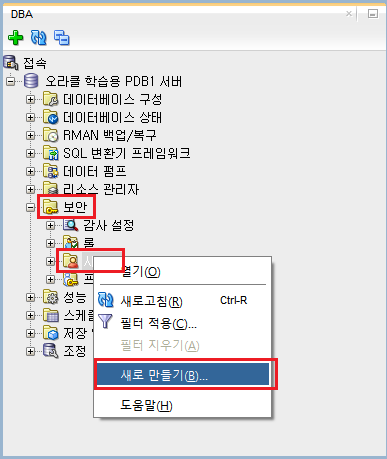 DBA
접속
오라클 학습용 PDB1 서버
데이터베이스 구성
데이터베이스 상태
RMAN 백업/복구
SQL 변환기 프레임워크
데이터 펌프
리소스 관리자
보안
감사 설정
롤
열기(O)
새로고침(R) Ctrl-R
필터 적용(C)...
필터 지우기(A)
새로 만들기(B)...
도움말(H)
성능
스케줄
저장
조정